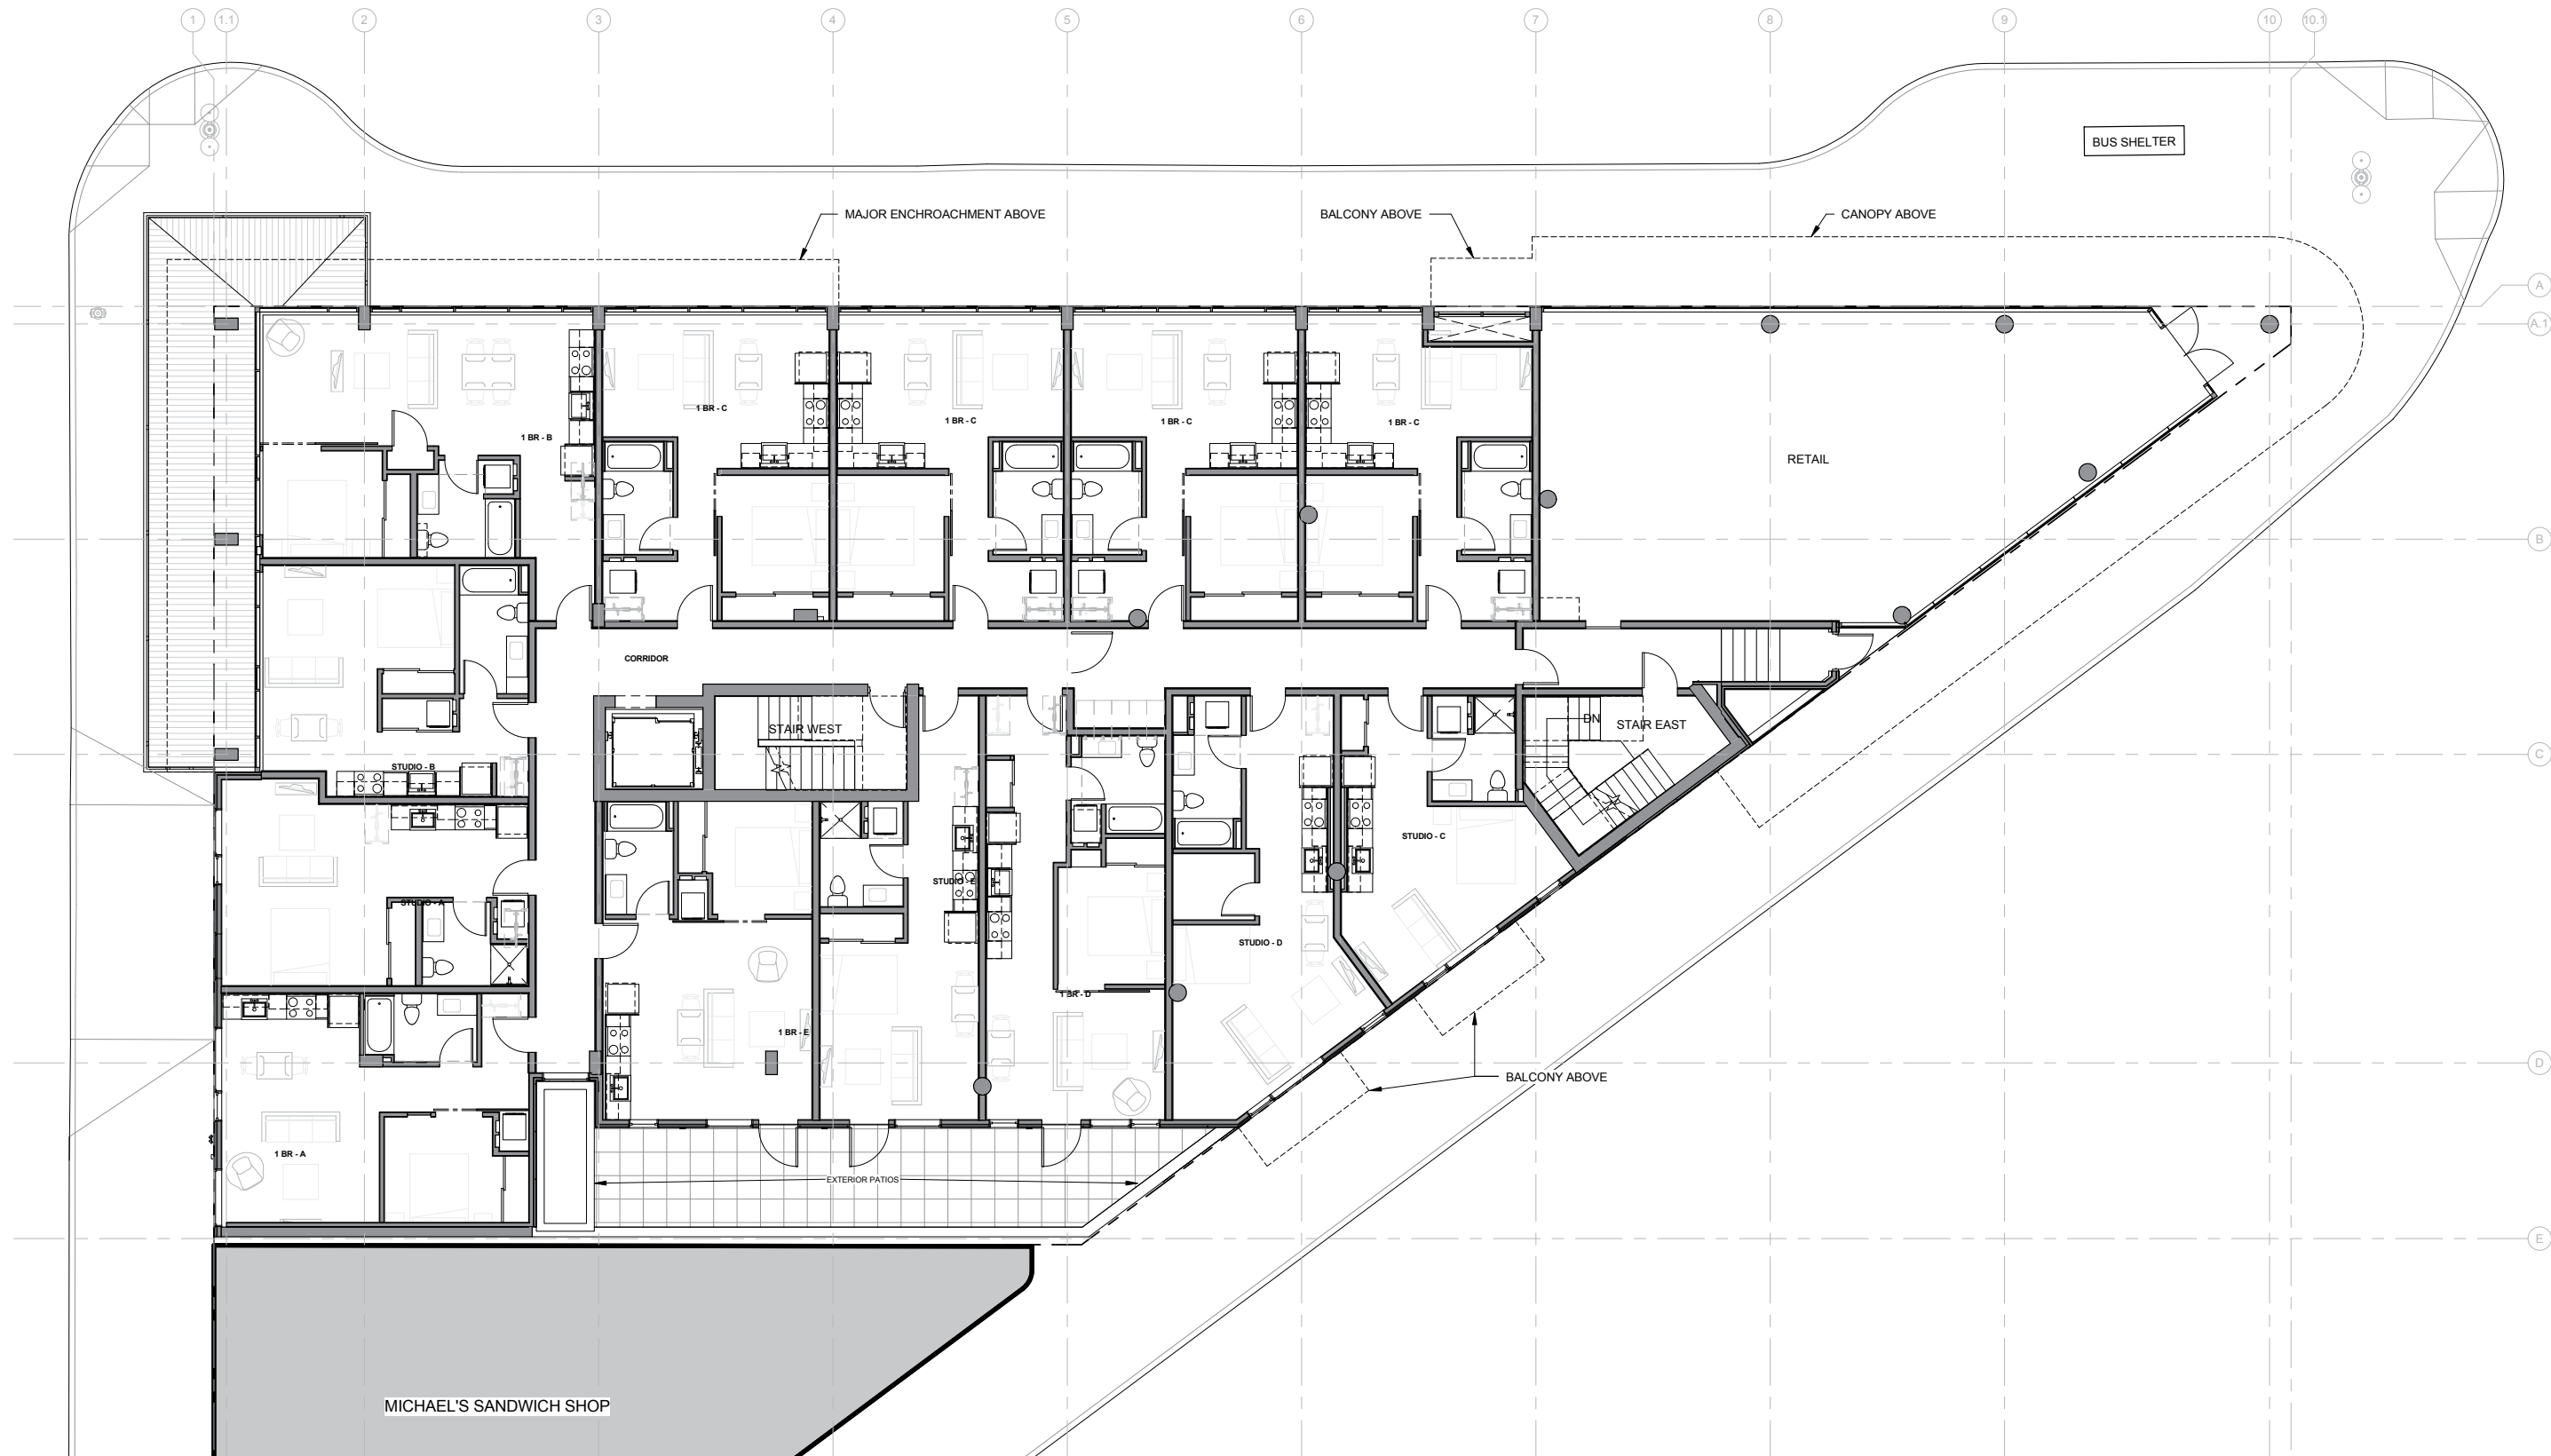 1
1.1
2
3
4
5
6
7
8
9
10
10.1
BUS SHELTER
MAJOR ENCHROACHMENT ABOVE
BALCONY ABOVE
CANOPY ABOVE
A
A.1
1 BR - C
1 BR - C
1 BR - C
1 BR - C
1 BR - B
RETAIL
B
CORRIDOR
STAIR WEST
DN
STAIR EAST
C
STUDIO - B
STUDIO - C
STUDIO - E
STUDIO - A
STUDIO - D
1 BR - D
1 BR - E
D
BALCONY ABOVE
1 BR - A
EXTERIOR PATIOS
E
MICHAEL'S SANDWICH SHOP